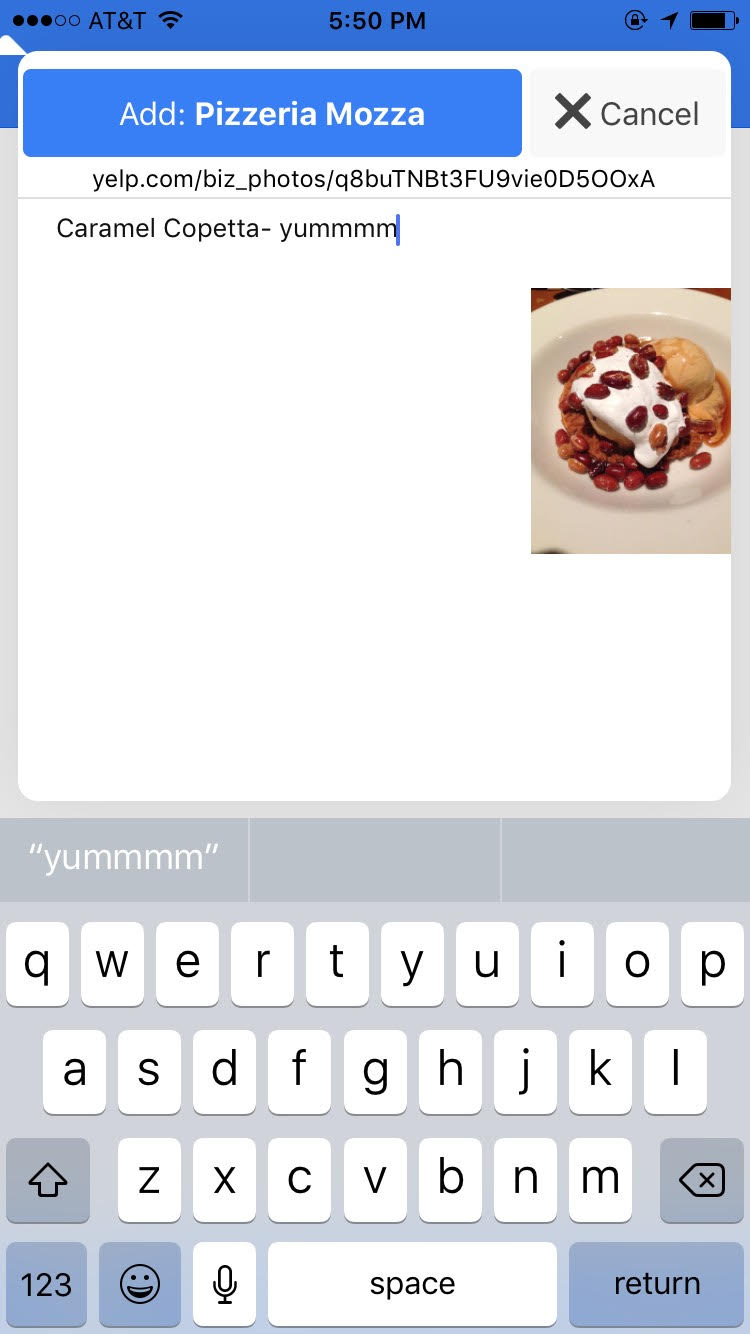 AT&T 5:50 PM
Add: Pizzeria Mozza Cancel
yelp.com/biz_photos/q8buTNBt3FU9vie0D5OOxA
Caramel Copetta- yummmm
“yummmm”
q w e r t y u i o p
a s d f g h j k l
z x c v b n m
123 space return